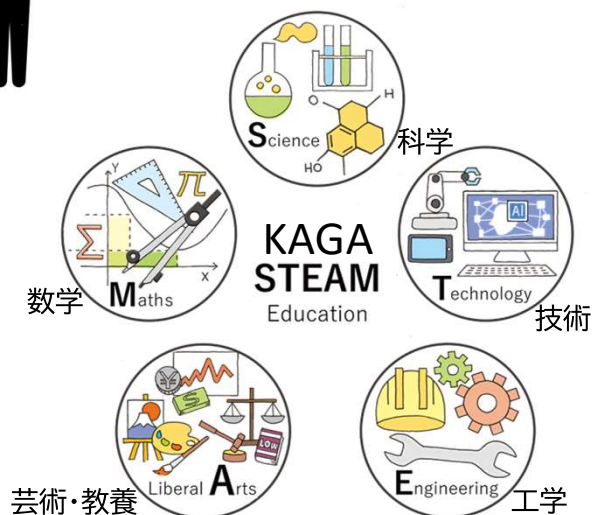 O
H
HO
Science
科学
Y
π
Σ
X
Maths
数学
KAGA
STEAM
Education
AI
Technology
技術
¥
$
LOW
Liberal Arts
芸術・教養
Engineering
工学